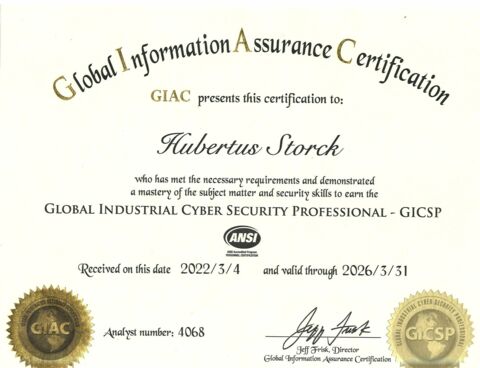 Global Information Assurance Certification
GIAC presents this certification to:
Hubertus Storck
who has met the necessary requirements and demonstrated
a mastery of the subject matter and security skills to earn the
GLOBAL INDUSTRIAL CYBER SECURITY PROFESSIONAL - GICSP
ANSI
Received on this date 2022/3/4 and valid through 2026/3/31
GIAC
Analyst number: 4068
Jeff Frisk, Director
Global Information Assurance Certification
GICSP